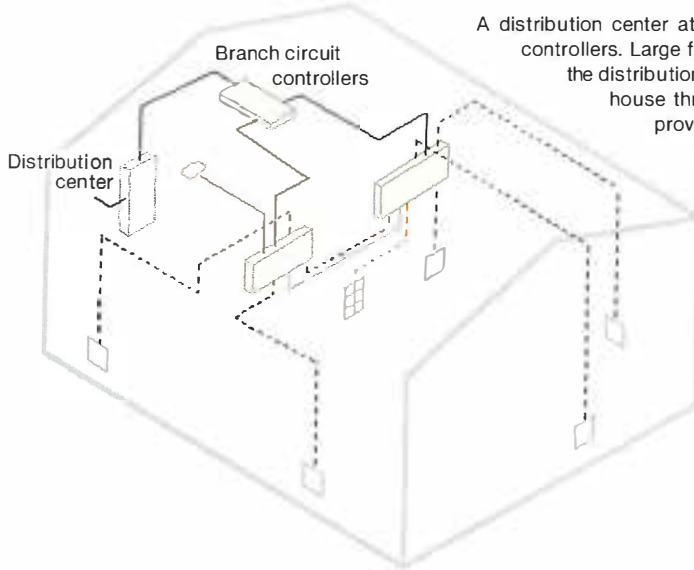 A distribution center at
controllers. Large f
the distribution
house thr
prov
Branch circuit
controllers
Distribution
center